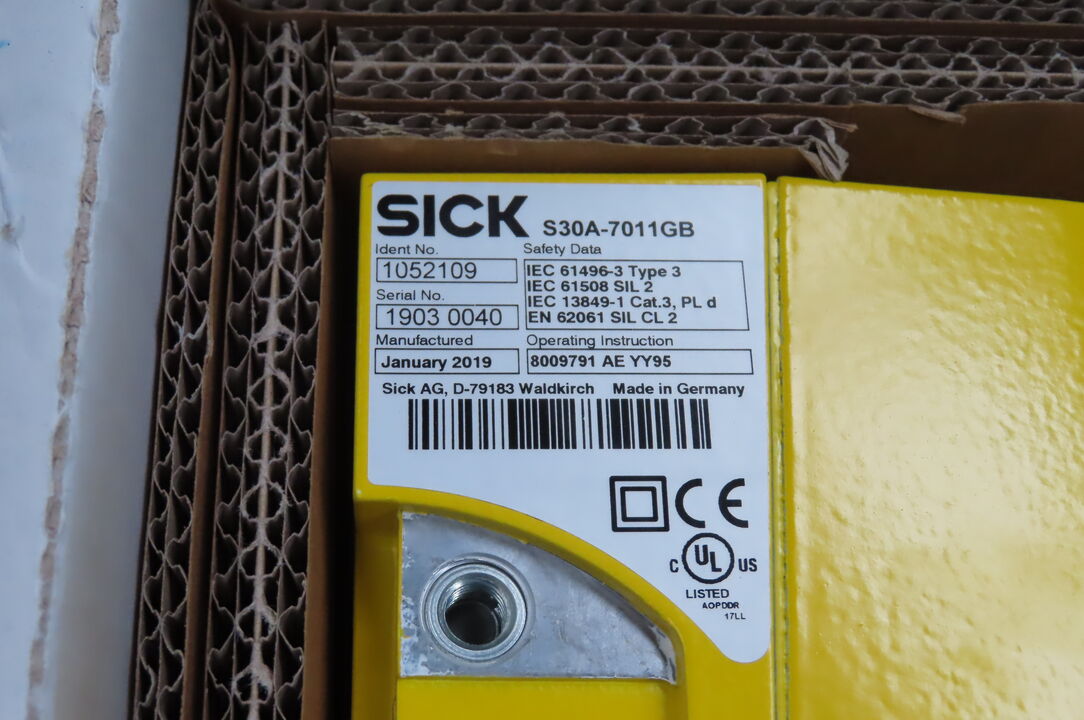 SICK S30A-7011GB
Ident No.
1052109
Serial No.
1903 0040
Manufactured
January 2019
Safety Data
IEC 61496-3 Type 3
IEC 61508 SIL 2
IEC 13849-1 Cat.3, PL d
EN 62061 SIL CL 2
Operating Instruction
8009791 AE YY95
Sick AG, D-79183 Waldkirch Made in Germany
CE
C UL US
LISTED
AOPDDR
17LL